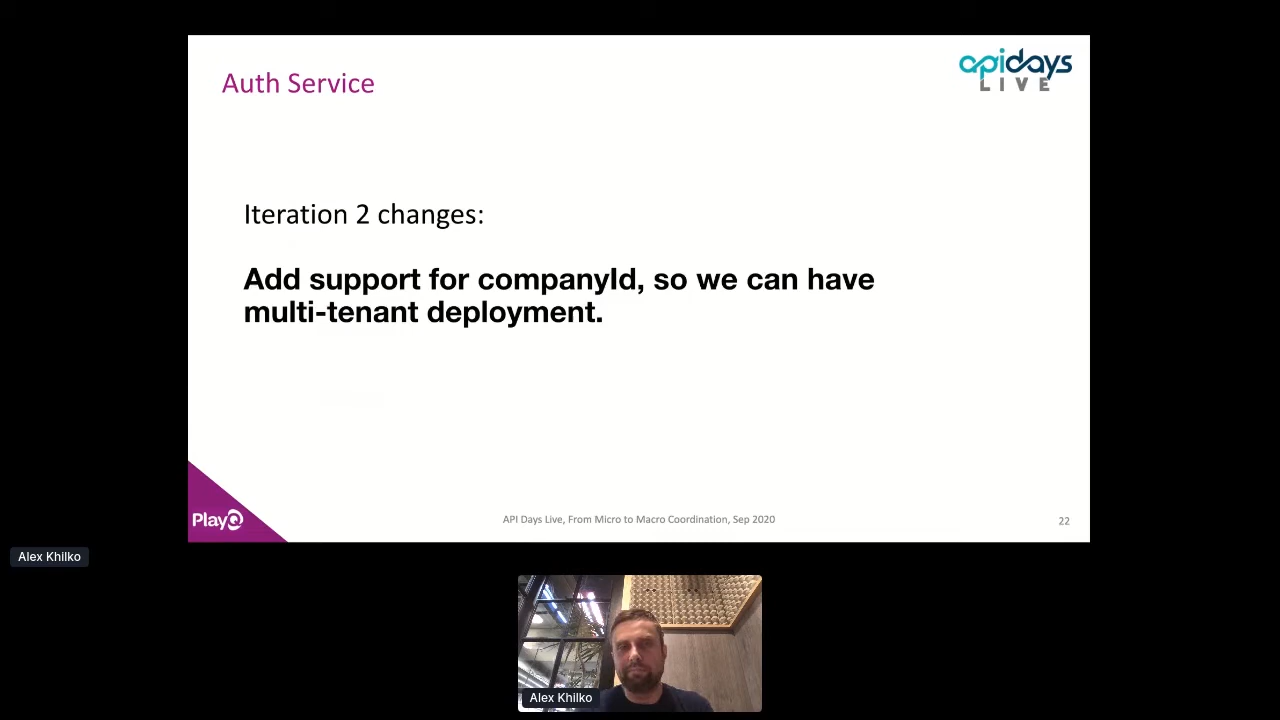 Auth Service
apidays
LIVE
Iteration 2 changes:
Add support for companyId, so we can have
multi-tenant deployment.
PlayQ
API Days Live, From Micro to Macro Coordination, Sep 2020
22
Alex Khilko
Alex Khilko